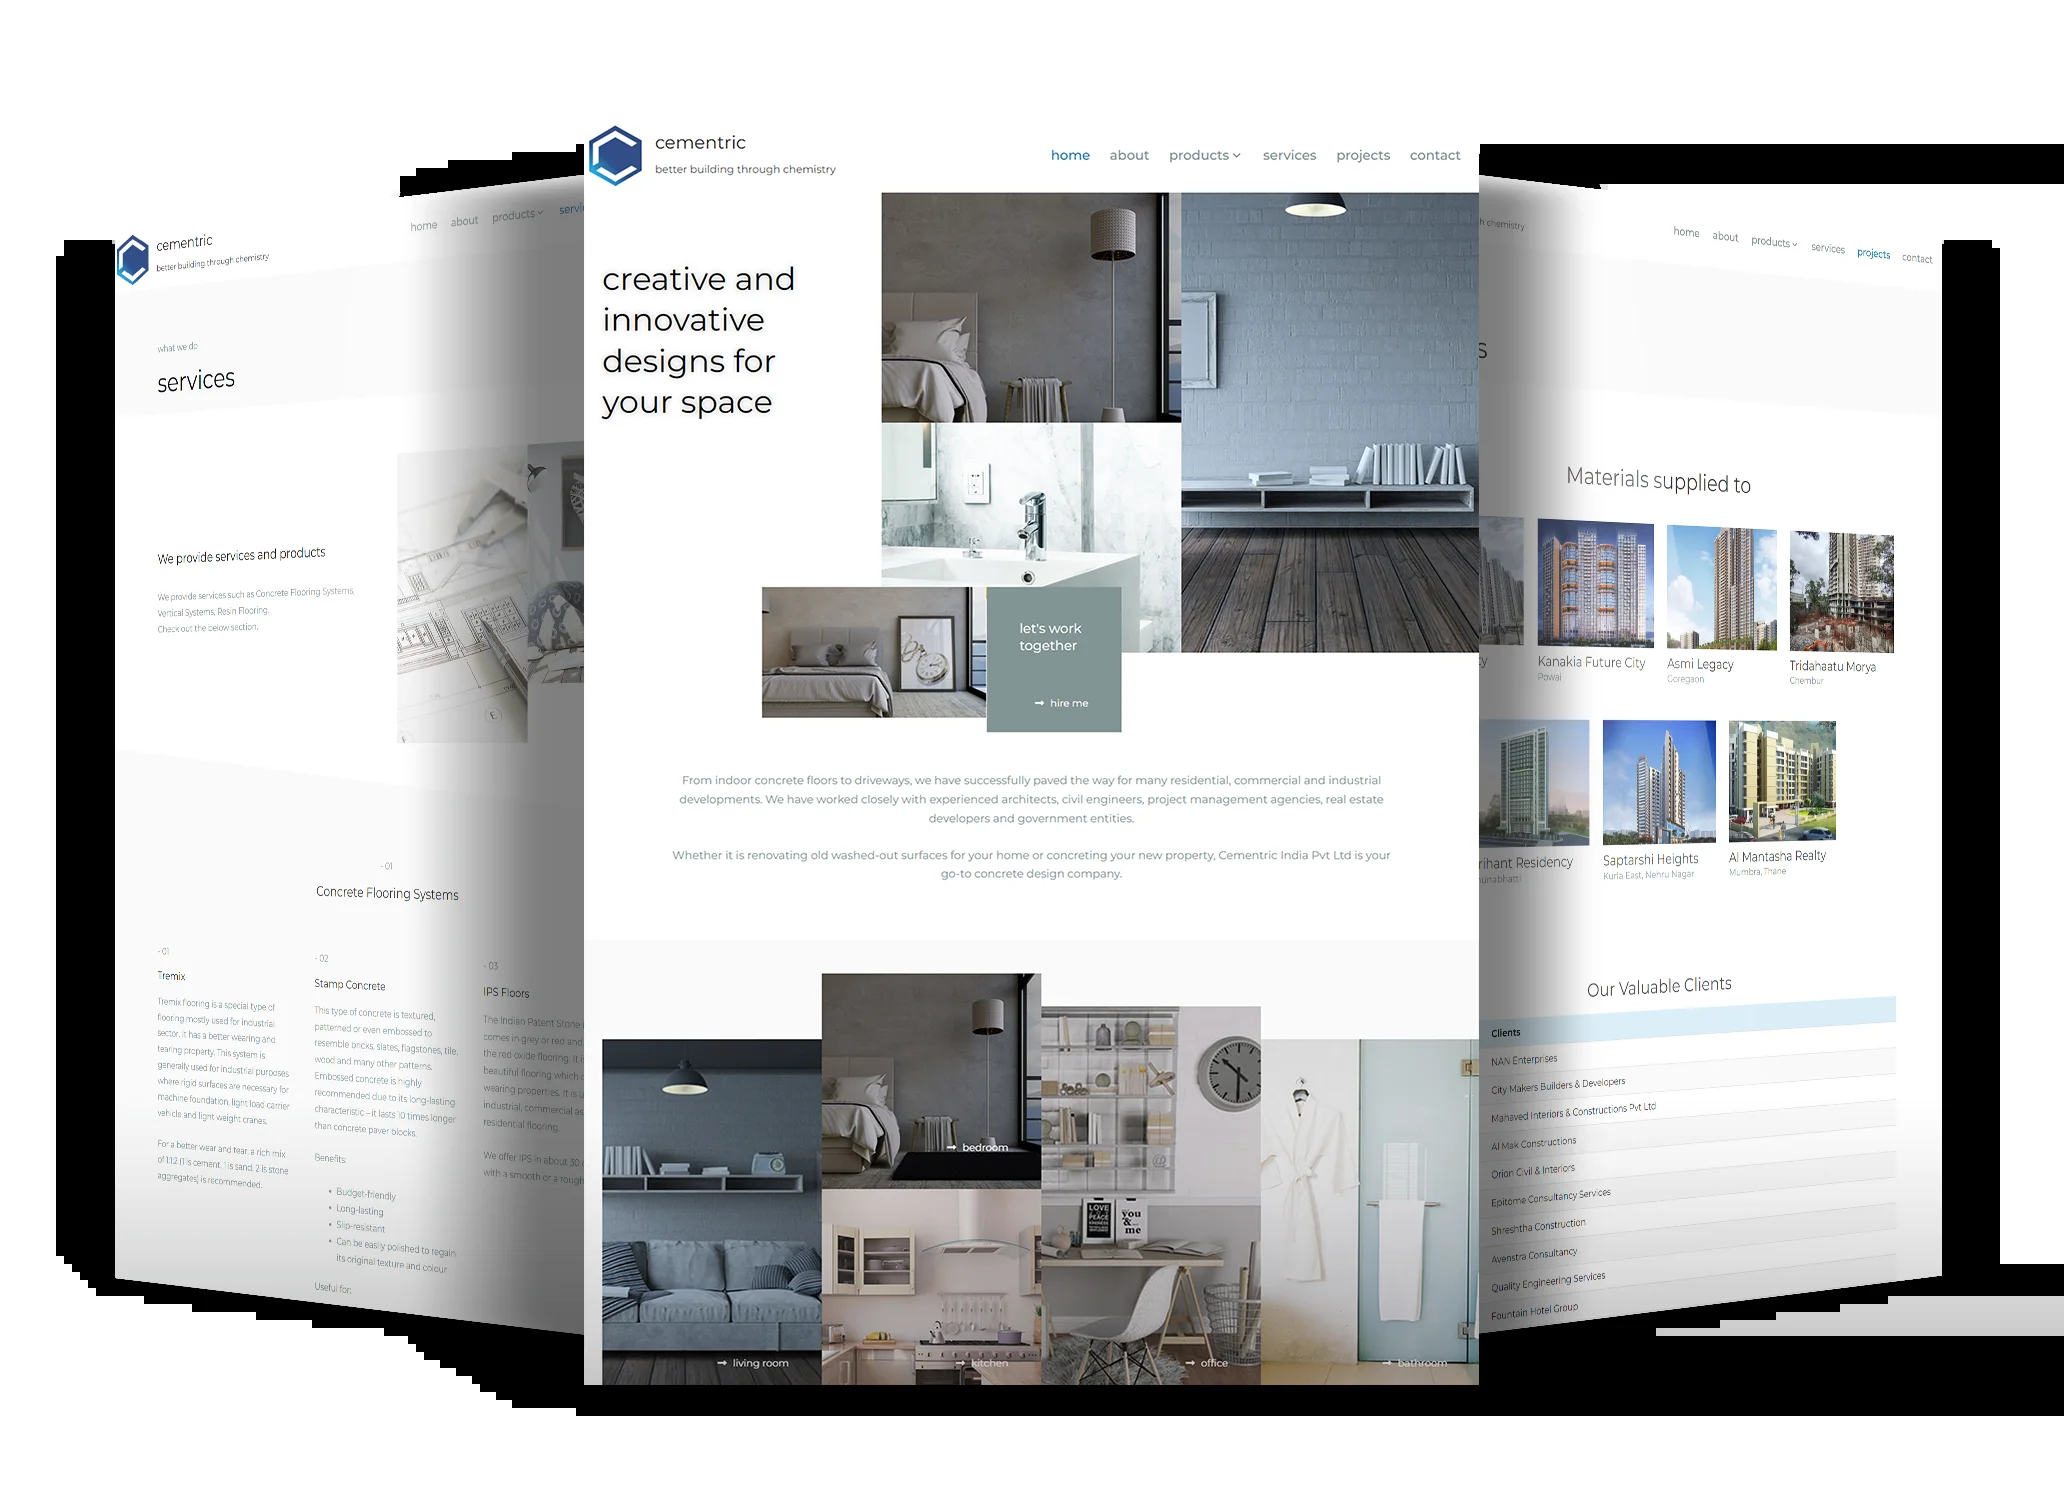 cementric
better building through chemistry
home about products services projects contact
creative and
innovative
designs for
your space
let's work
together
hire me
From indoor concrete floors to driveways, we have successfully paved the way for many residential, commercial and industrial
developments. We have worked closely with experienced architects, civil engineers, project management agencies, real estate
developers and government entities.
Whether it is renovating old washed-out surfaces for your home or concreting your new property, Cementric India Pvt Ltd is your
go-to concrete design company.
bedroom
LOVE
PEACE
you
& me
living room
kitchen
office
bathroom
cementric
better building through chemistry
home about products
what we do
services
We provide services and products
We provide services such as Concrete Flooring Systems,
Vertical Systems, Resin Flooring.
Check out the below section.
E
- 01
Concrete Flooring Systems
- 01
Tremix
Tremix flooring is a special type of
flooring mostly used for industrial
sector. It has a better wearing and
tearing property. This system is
generally used for industrial purposes
where rigid surfaces are necessary for
machine foundation, light load carrier
vehicle and light weight cranes.
For a better wear and tear, a rich mix
of 1:1:2 (1 is cement, 1 is sand, 2 is stone
aggregates) is recommended.
- 02
Stamp Concrete
This type of concrete is textured,
patterned or even embossed to
resemble bricks, slates, flagstones, tile,
wood and many other patterns.
Embossed concrete is highly
recommended due to its long-lasting
characteristic – it lasts 10 times longer
than concrete paver blocks.
Benefits:
• Budget-friendly
• Long-lasting
• Slip-resistant
• Can be easily polished to regain
its original texture and colour
Useful for:
- 03
IPS Floors
The Indian Patent Stone
comes in grey or red and
the red oxide flooring. It is
beautiful flooring which
wearing properties. It is
industrial, commercial as
residential flooring.
We offer IPS in about 30
with a smooth or a rough
chemistry
home about products services projects contact
s
Materials supplied to
Kanakia Future City
Powai
Asmi Legacy
Goregaon
Tridahaatu Morya
Chembur
rihant Residency
unabhatti
Saptarshi Heights
Kurla East, Nehru Nagar
Al Mantasha Realty
Mumbra, Thane
Our Valuable Clients
Clients
NAN Enterprises
City Makers Builders & Developers
Mahaved Interiors & Constructions Pvt Ltd
Al Mak Constructions
Orion Civil & Interiors
Epitome Consultancy Services
Shreshtha Construction
Avenstra Consultancy
Quality Engineering Services
Fountain Hotel Group